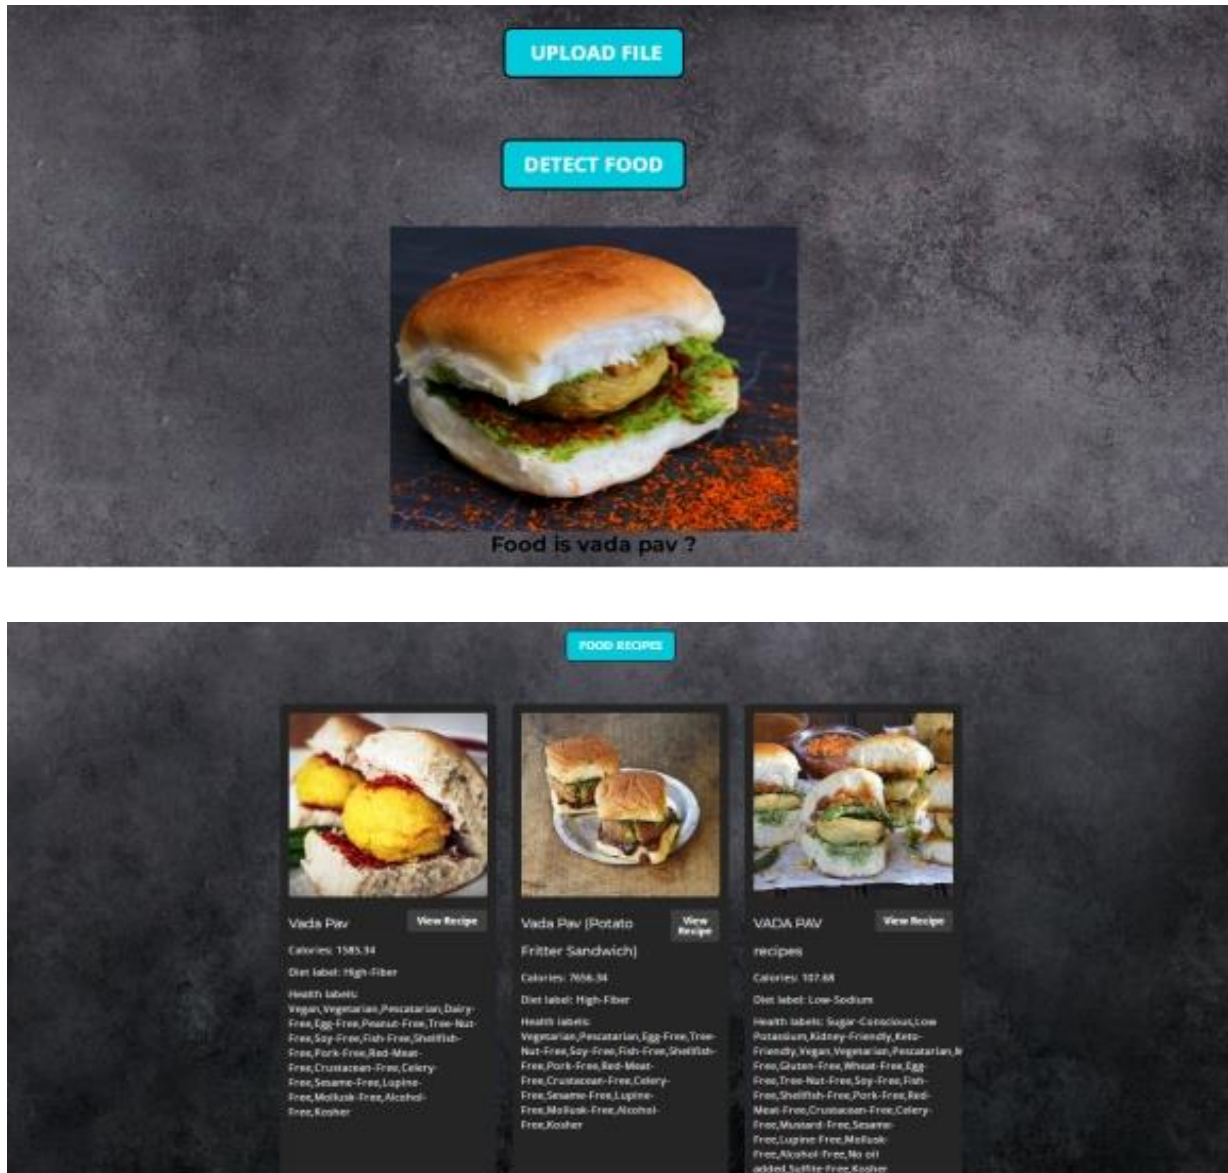 UPLOAD FILE
DETECT FOOD
Food is vada pav ?
FOOD RECIPES
Vada Pav
View Recipe
Calories: 1585.34
Diet label: High-Fiber
Health labels:
Vegan,Vegetarian,Pescatarian,Dairy-
Free,Egg-Free,Peanut-Free,Tree-Nut-
Free,Soy-Free,Fish-Free,Shellfish-
Free,Pork-Free,Red-Meat-
Free,Crustacean-Free,Celery-
Free,Sesame-Free,Lupine-
Free,Mollusk-Free,Alcohol-
Free,Kosher
Vada Pav (Potato
Fritter Sandwich)
View
Recipe
Calories: 7656.34
Diet label: High-Fiber
Health labels:
Vegetarian,Pescatarian,Egg-Free,Tree-
Nut-Free,Soy-Free,Fish-Free,Shellfish-
Free,Pork-Free,Red-Meat-
Free,Crustacean-Free,Celery-
Free,Sesame-Free,Lupine-
Free,Mollusk-Free,Alcohol-
Free,Kosher
VADA PAV
recipes
View Recipe
Calories: 107.68
Diet label: Low-Sodium
Health labels: Sugar-Conscious,Low
Potassium,Kidney-Friendly,Keto-
Friendly,Vegan,Vegetarian,Pescatarian,
Free,Gluten-Free,Wheat-Free,Egg-
Free,Tree-Nut-Free,Soy-Free,Fish-
Free,Shellfish-Free,Pork-Free,Red-
Meat-Free,Crustacean-Free,Celery-
Free,Mustard-Free,Sesame-
Free,Lupine-Free,Mollusk-
Free,Alcohol-Free,No oil
added,Sulfite-Free,Kosher